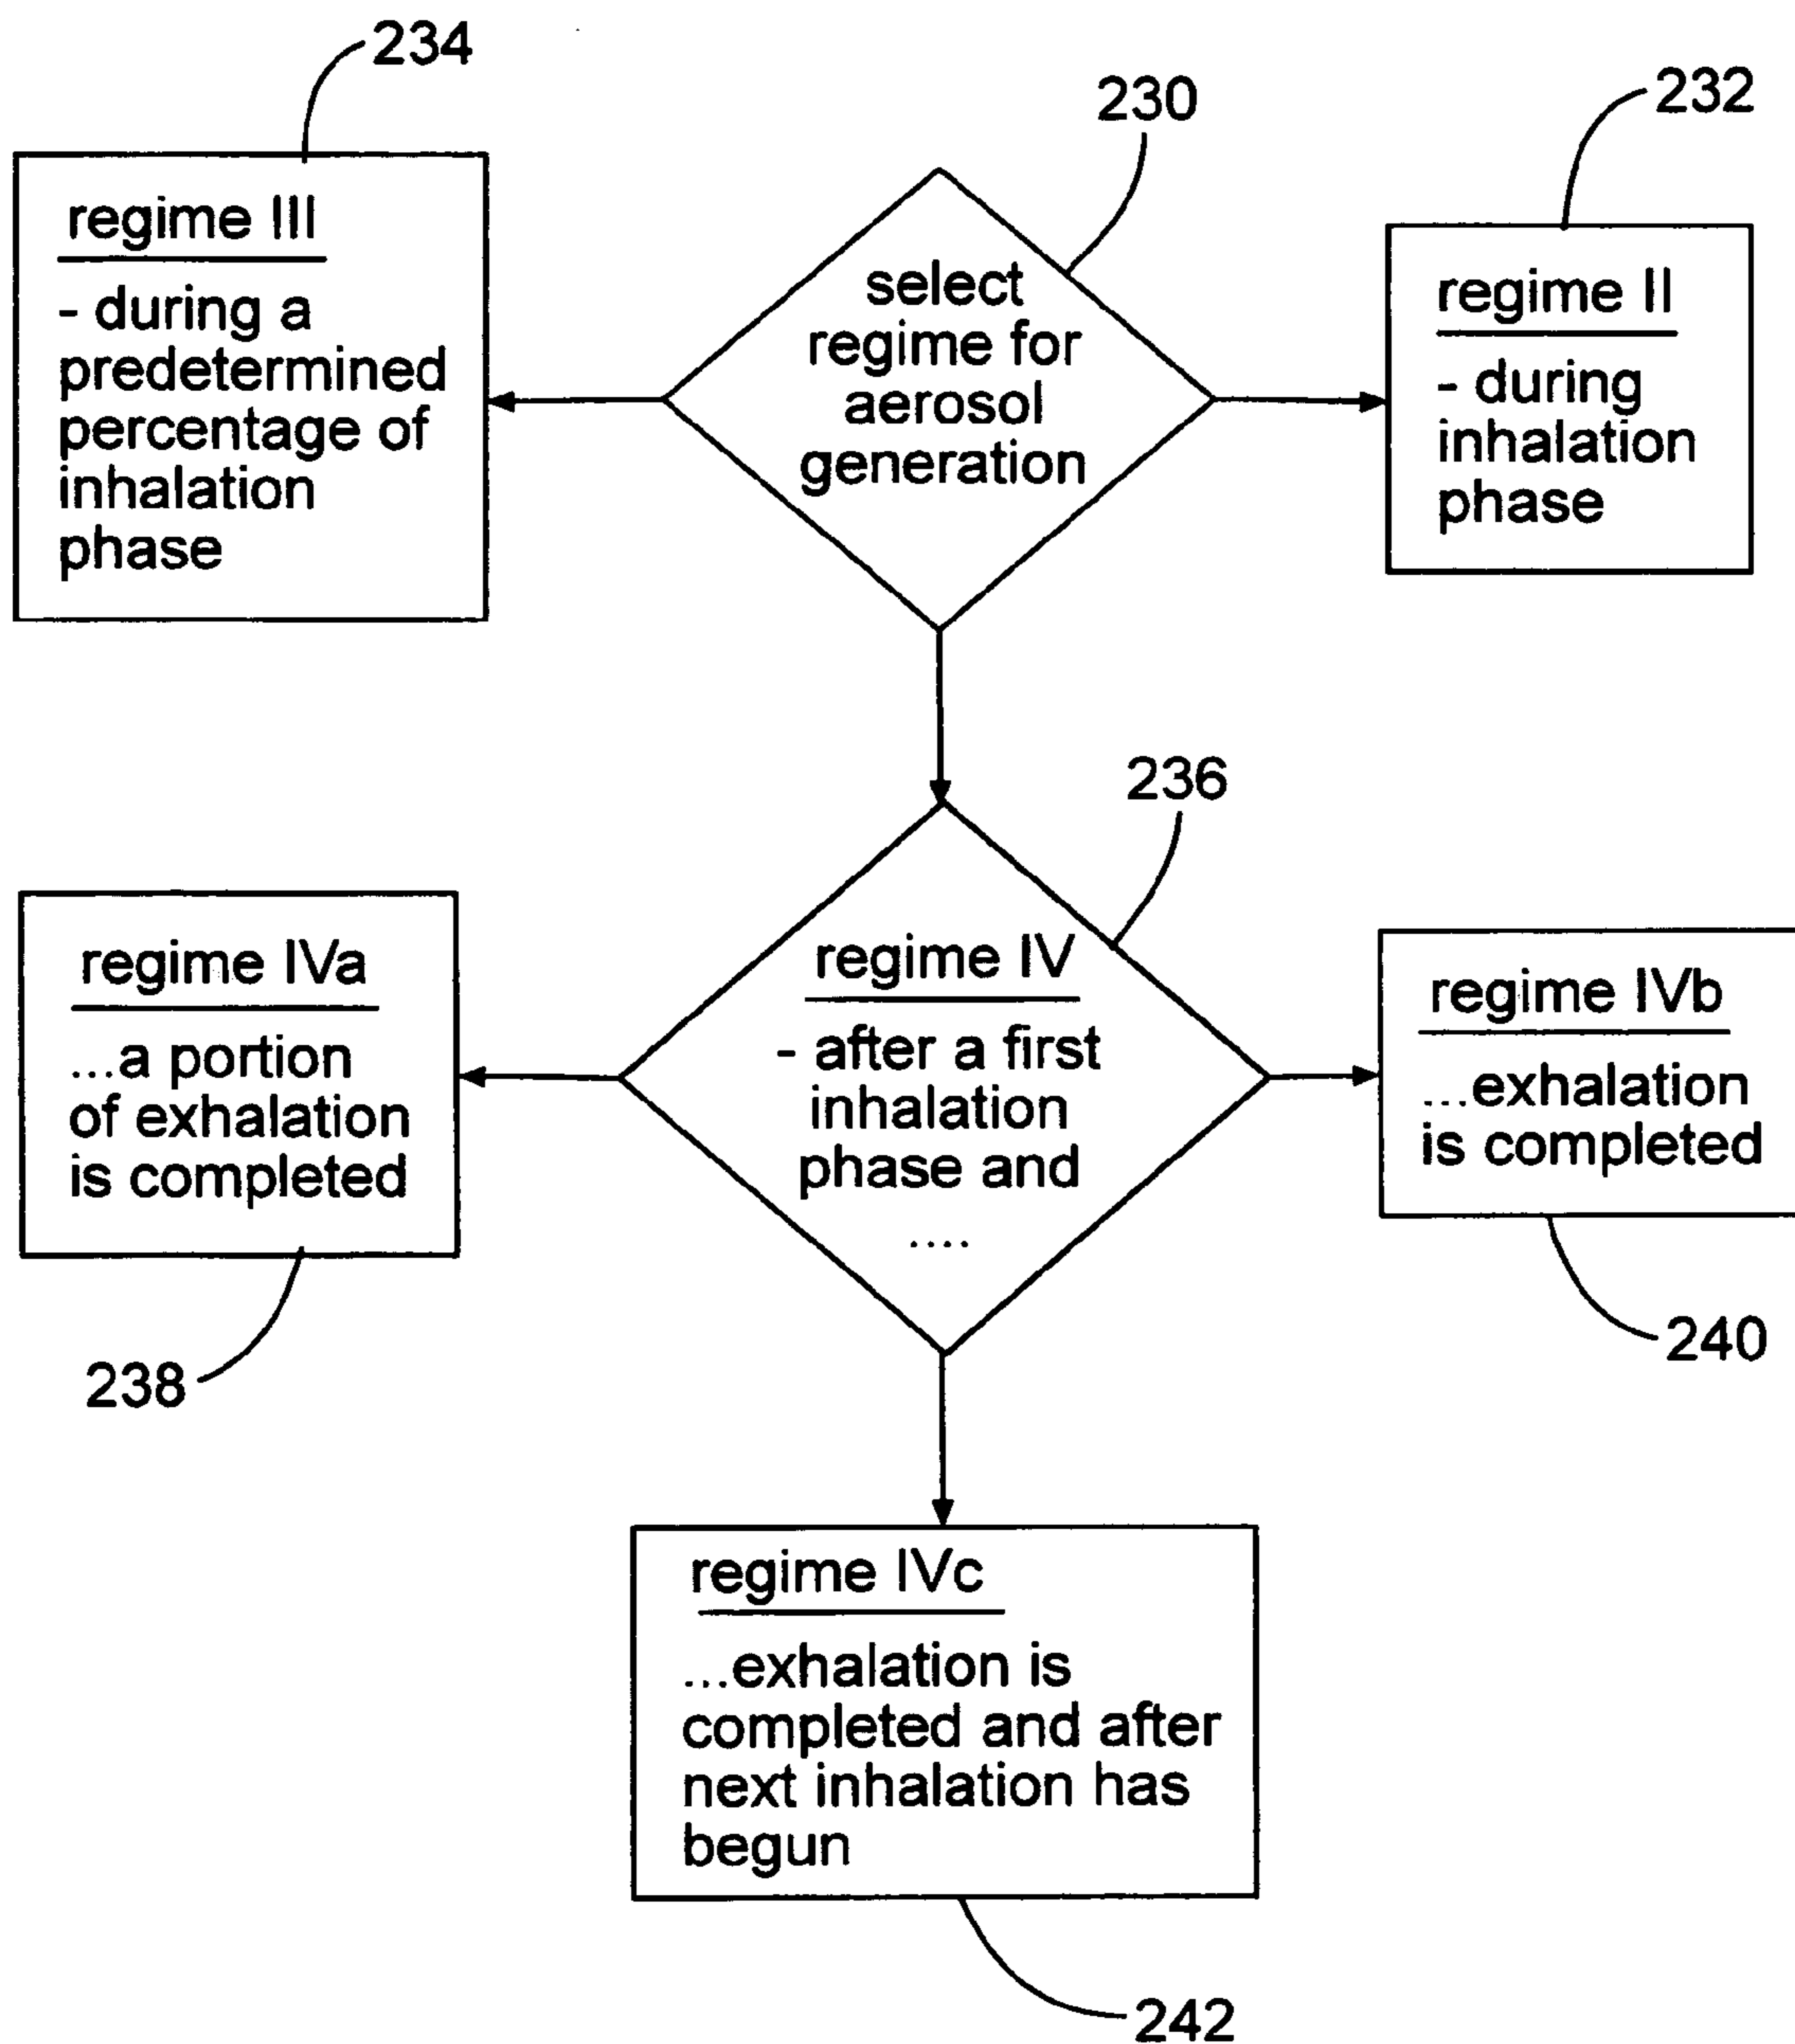 234
230
232
regime III
- during a
predetermined
percentage of
inhalation
phase
select
regime for
aerosol
generation
regime II
- during
inhalation
phase
236
regime IVa
...a portion
of exhalation
is completed
regime IV
- after a first
inhalation
phase and
....
regime IVb
...exhalation
is completed
238
240
regime IVc
...exhalation is
completed and after
next inhalation has
begun
242